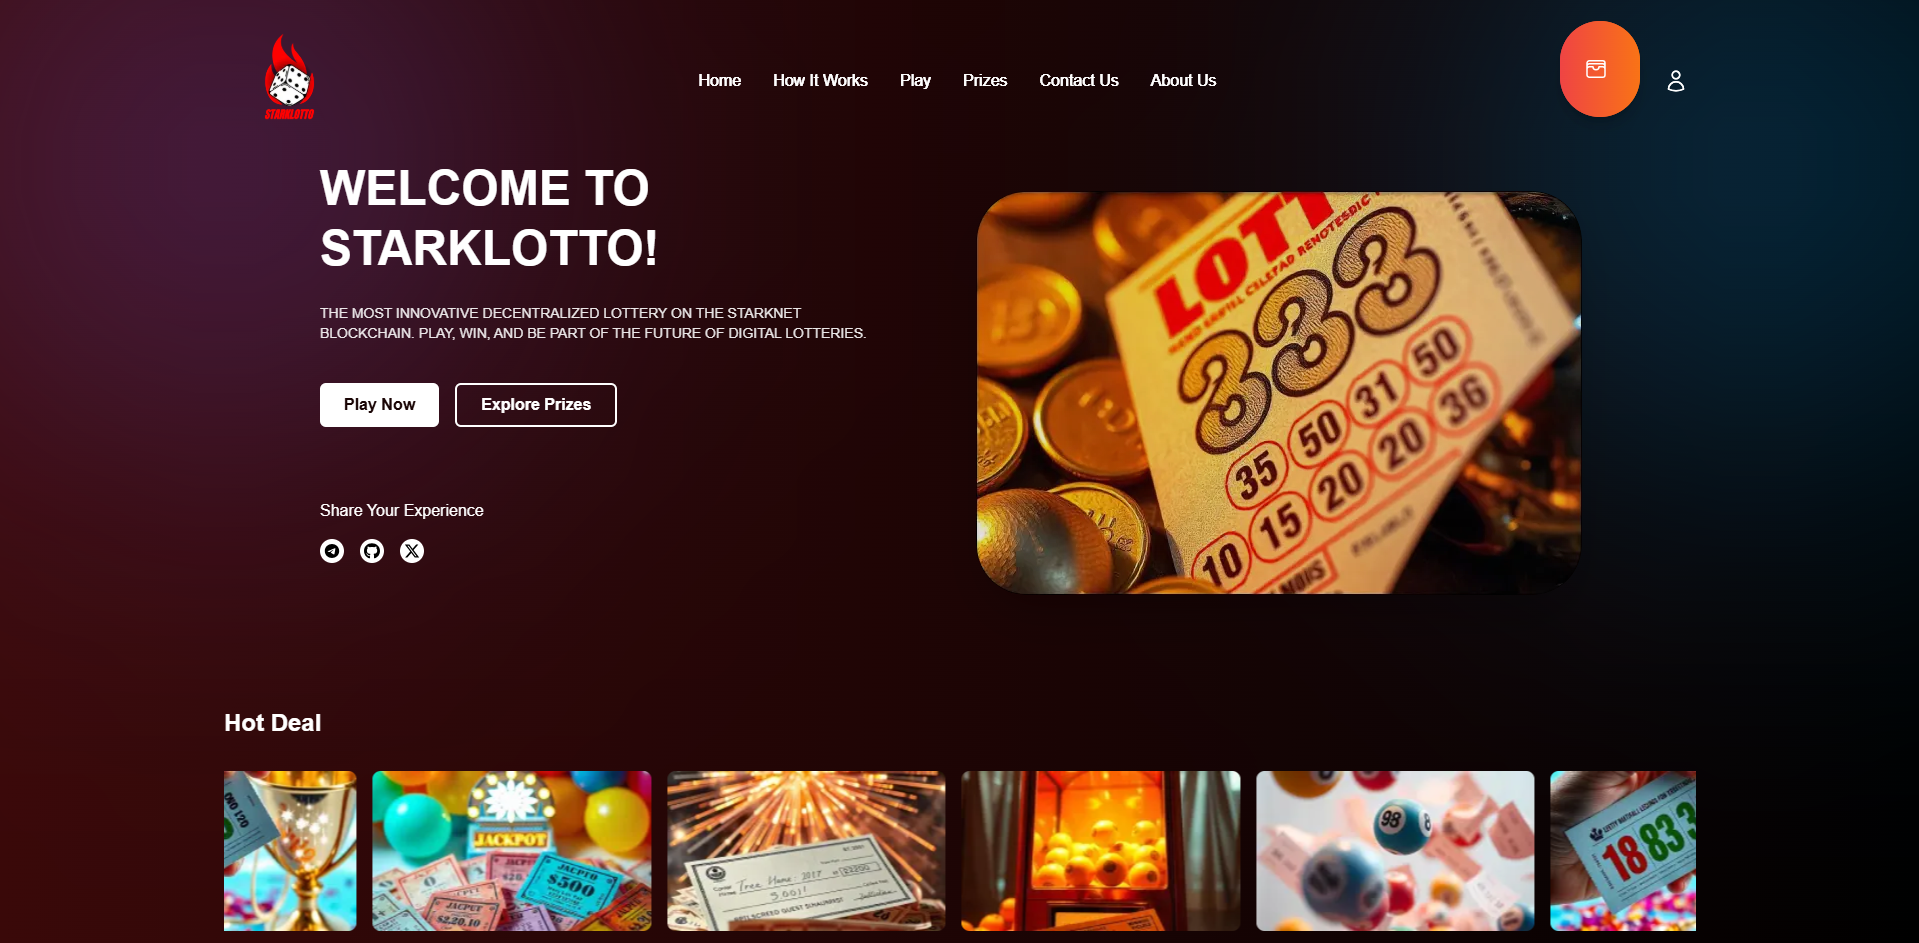 STARKLOTTO
Home
How It Works
Play
Prizes
Contact Us
About Us
WELCOME TO
STARKLOTTO!
THE MOST INNOVATIVE DECENTRALIZED LOTTERY ON THE STARKNET
BLOCKCHAIN. PLAY, WIN, AND BE PART OF THE FUTURE OF DIGITAL LOTTERIES.
Play Now
Explore Prizes
Share Your Experience
LOTT
333
35 50 31 50
10 15 20 20 36
Hot Deal
JACKPOT
$500
98
18833